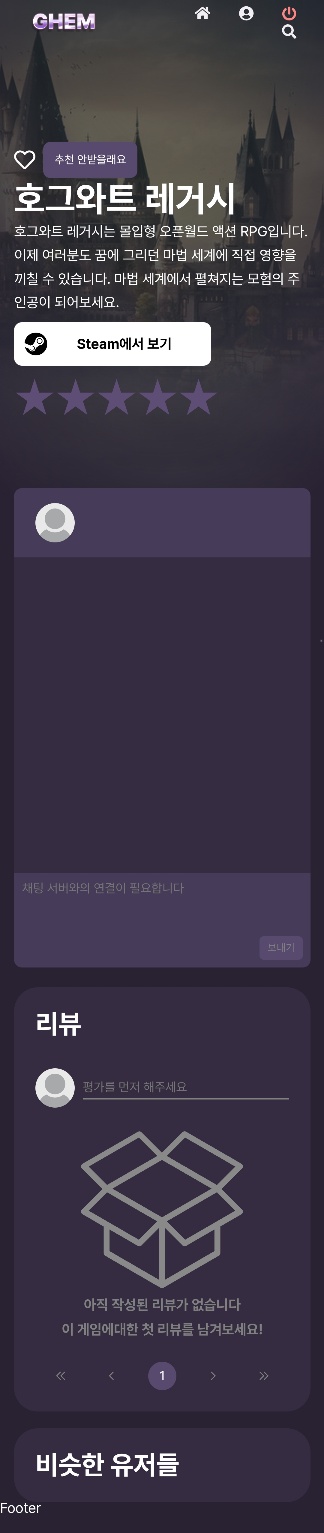 GHEM
추천 안받을래요
호그와트 레거시
호그와트 레거시는 몰입형 오픈월드 액션 RPG입니다.
이제 여러분도 꿈에 그리던 마법 세계에 직접 영향을
끼칠 수 있습니다. 마법 세계에서 펼쳐지는 모험의 주
인공이 되어보세요.
Steam에서 보기
채팅 서버와의 연결이 필요합니다
보내기
리뷰
평가를 먼저 해주세요
아직 작성된 리뷰가 없습니다
이 게임에대한 첫 리뷰를 남겨보세요!
1
비슷한 유저들
Footer